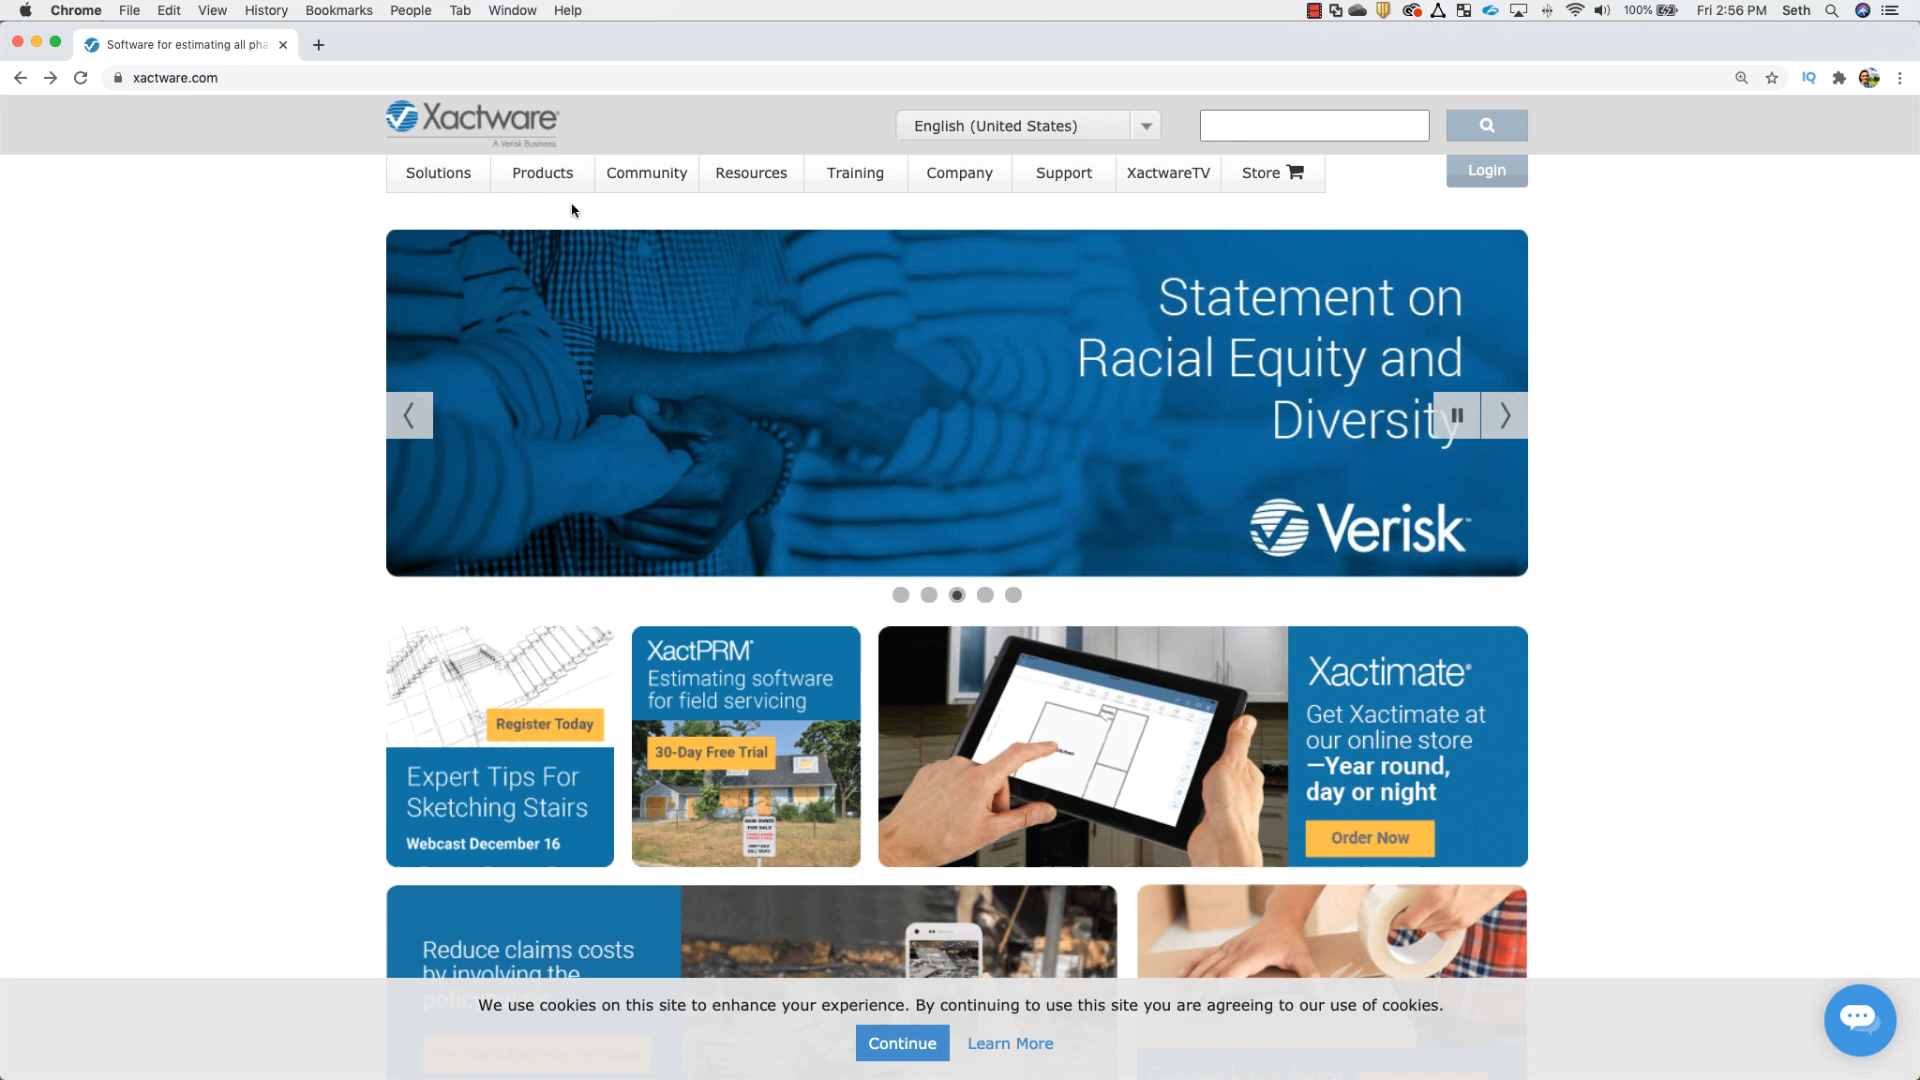 Chrome File Edit View History Bookmarks People Tab Window Help
100% Fri 2:56 PM Seth
Software for estimating all pha
xactware.com
IQ
Xactware
A Verisk Business
English (United States)
Solutions Products Community Resources Training Company Support XactwareTV Store Login
Statement on
Racial Equity and
Diversity
Verisk
Register Today
Expert Tips For
Sketching Stairs
Webcast December 16
XactPRM
Estimating software
for field servicing
30-Day Free Trial
Xactimate®
Get Xactimate at
our online store
—Year round,
day or night
Order Now
Reduce claims costs
by involving the
We use cookies on this site to enhance your experience. By continuing to use this site you are agreeing to our use of cookies.
Continue Learn More